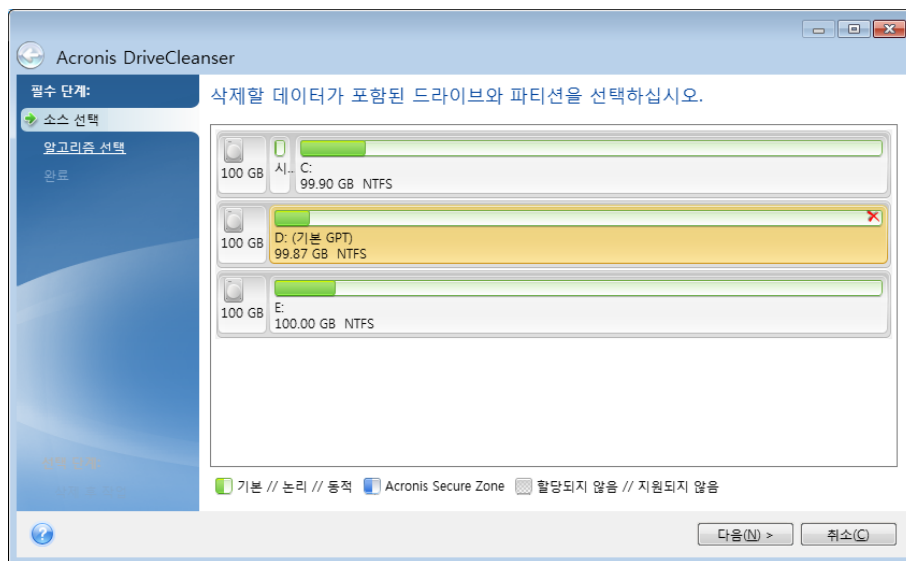 Acronis DriveCleanser
필수 단계:
소스 선택
알고리즘 선택
완료
삭제할 데이터가 포함된 드라이브와 파티션을 선택하십시오.
100 GB
시..
C:
99.90 GB NTFS
100 GB
D: (기본 GPT)
99.87 GB NTFS
100 GB
E:
100.00 GB NTFS
기본 // 논리 // 동적 Acronis Secure Zone 할당되지 않음 // 지원되지 않음
다음(N) > 취소(C)